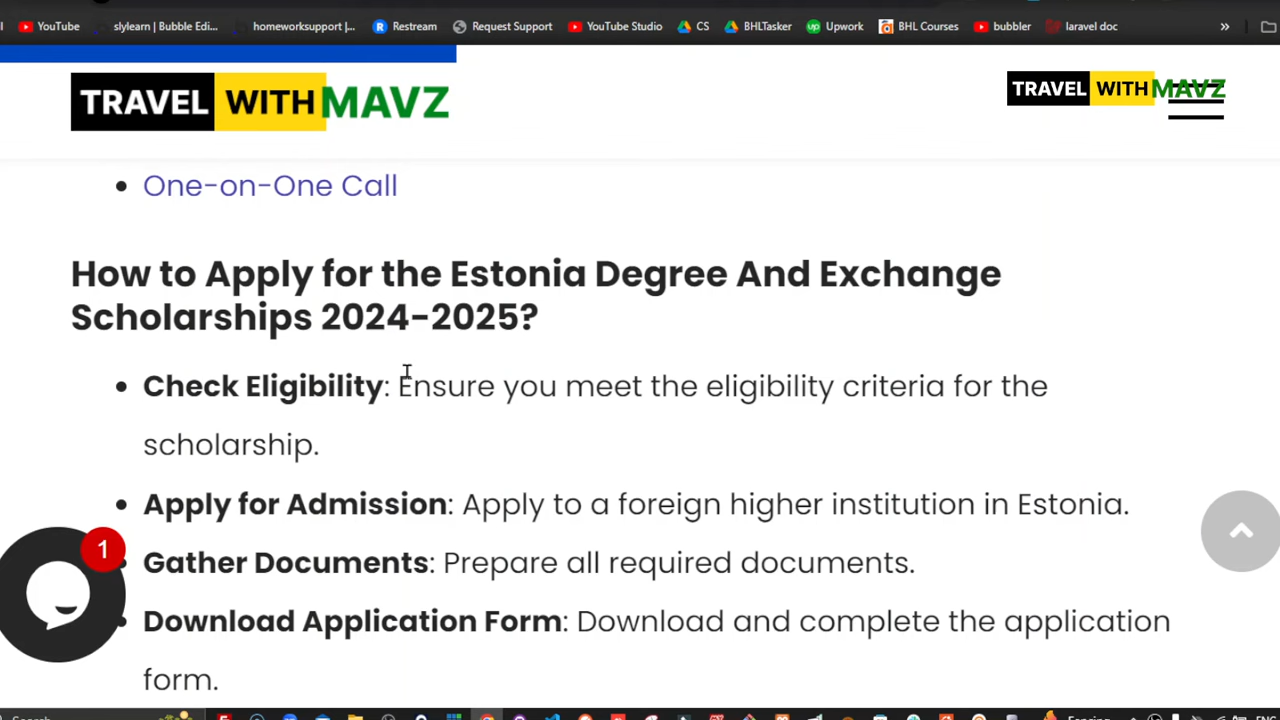 YouTube slylearn | Bubble Edi... homeworksupport |... Restream Request Support YouTube Studio CS BHLTasker Upwork BHL Courses bubbler laravel doc »
TRAVEL WITH MAVZ
TRAVEL WITH MAVZ
One-on-One Call
How to Apply for the Estonia Degree And Exchange
Scholarships 2024-2025?
Check Eligibility: Ensure you meet the eligibility criteria for the
scholarship.
Apply for Admission: Apply to a foreign higher institution in Estonia.
1
Gather Documents: Prepare all required documents.
Download Application Form: Download and complete the application
form.